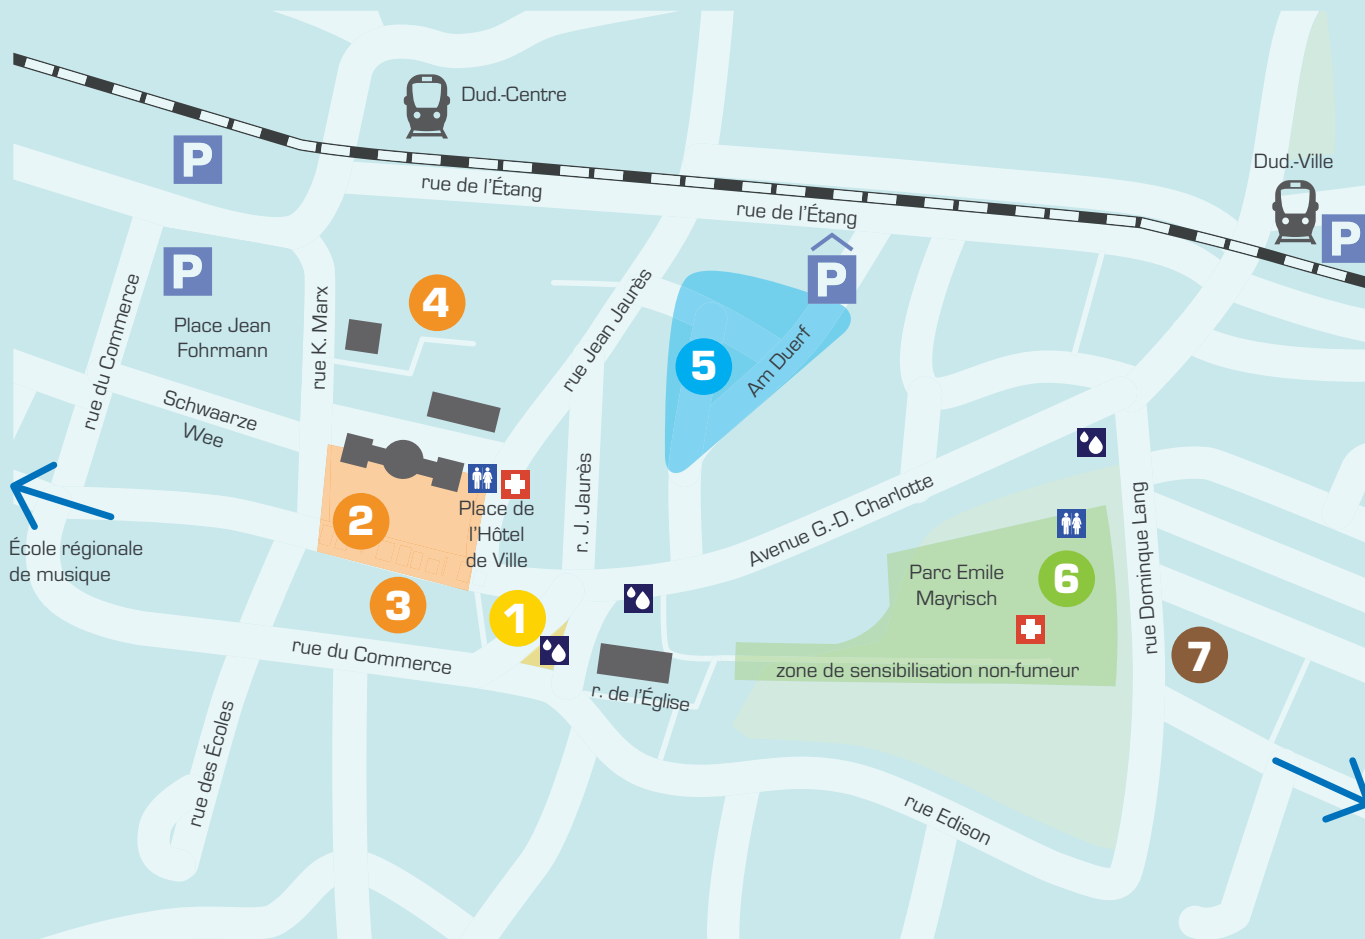 Dud.-Centre
P
rue de l'Étang
Dud.-Ville
rue de l'Étang
P
P
P
rue du Commerce
Place Jean
Fohrmann
rue K. Marx
4
rue Jean Jaurès
5
Am Duerf
Schwaarze
Wee
2
Place de
l'Hôtel
de Ville
r. J. Jaurès
Avenue G.-D. Charlotte
rue Dominque Lang
École régionale
de musique
Parc Emile
Mayrisch
6
3
1
7
rue du Commerce
zone de sensibilisation non-fumeur
r. de l'Église
rue des Écoles
rue Edison